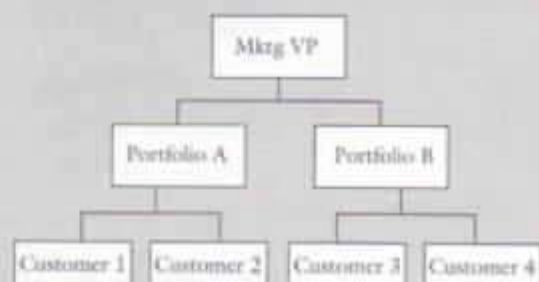 Mktg VP
Portfolio A
Portfolio B
Customer 1
Customer 2
Customer 3
Customer 4